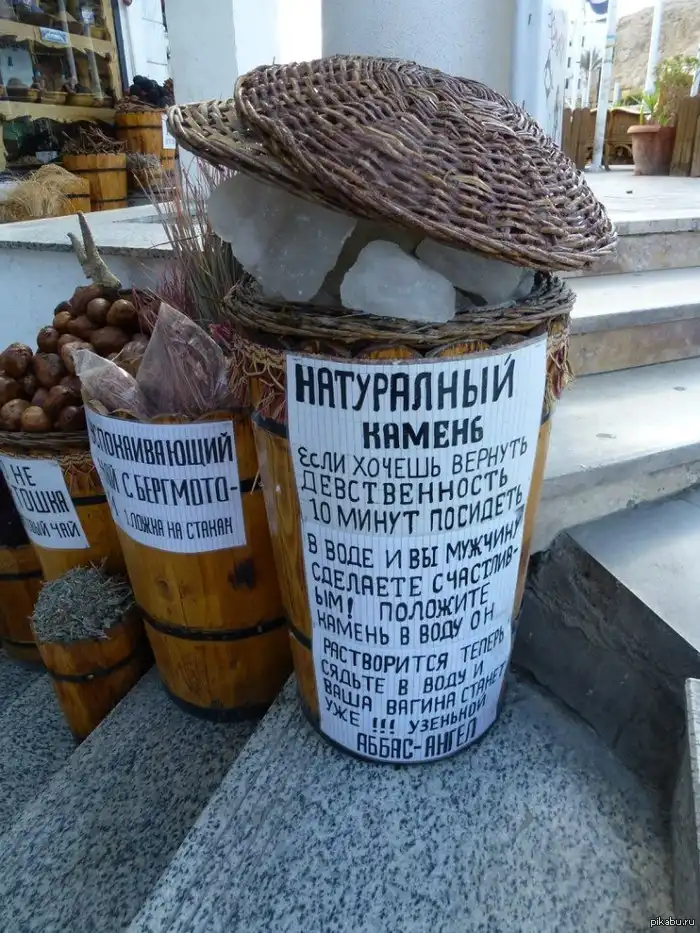 НЕ
ТОШНА
ВЫЙ ЧАЙ
УСПОКАИВАЮЩИЙ
С БЕРГМОТО-
1 ЛОЖКА НА СТАКАН
НАТУРАЛНЫЙ
КАМЕНЬ
ЕСЛИ ХОЧЕШЬ ВЕРНУТЬ
ДЕВСТВЕННОСТЬ
10 МИНУТ ПОСИДЕТЬ
В ВОДЕ И ВЫ МУЖЧИНУ
СДЕЛАЕТЕ СЧАСТЛИВ-
ЫМ! ПОЛОЖИТЕ
КАМЕНЬ В ВОДУ ОН
РАСТВОРИТСЯ ТЕПЕРЬ
СЯДЬТЕ В ВОДУ И
ВАША ВАГИНА СТАНЕТ
УЖЕ !!! УЗЕНЬКОЙ
АББАС-АНГЕЛ
pikabu.ru